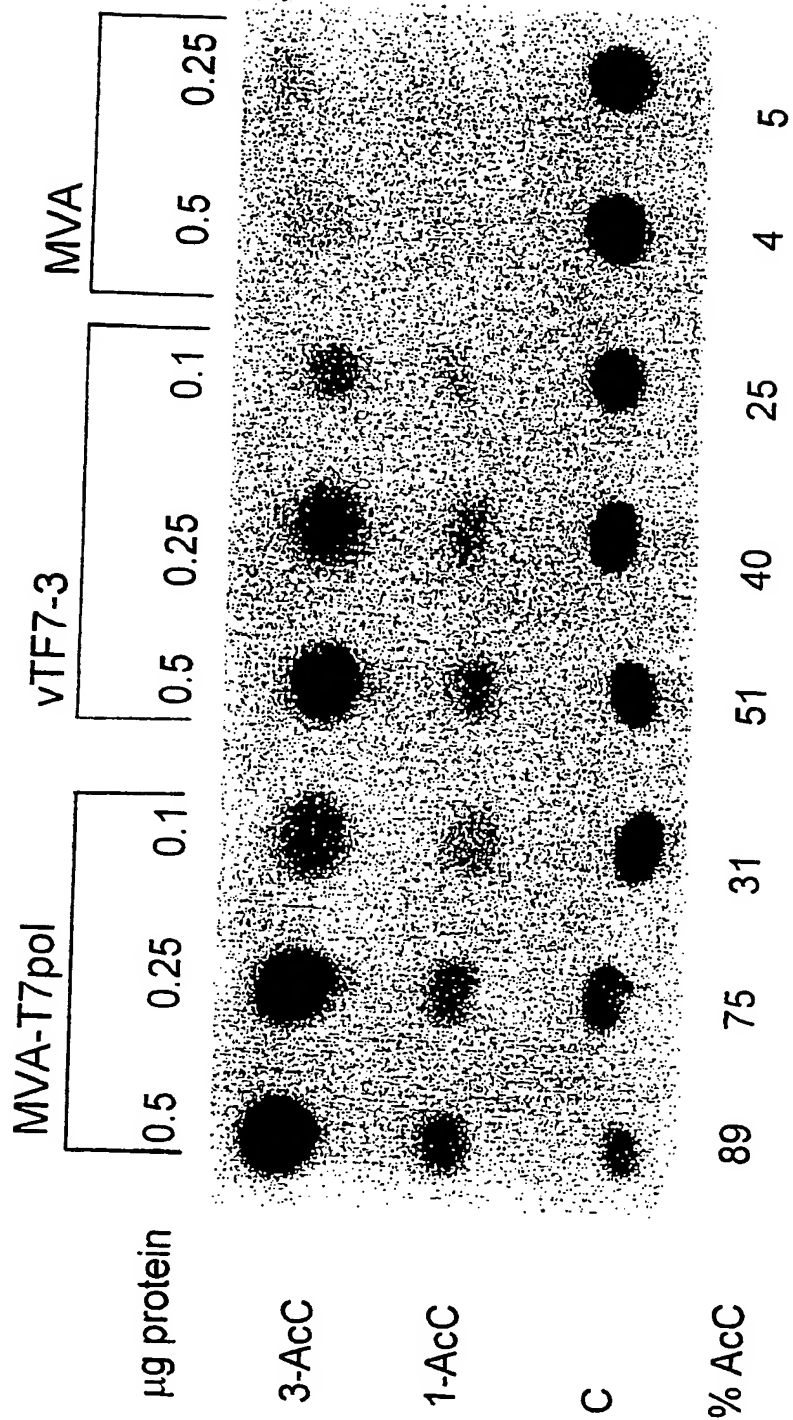 MVA-T7pol vTF7-3 MVA
µg protein 0.5 0.25 0.1 0.5 0.25 0.1 0.5 0.25
3-AcC
1-AcC
C
% AcC 89 75 31 51 40 25 4 5